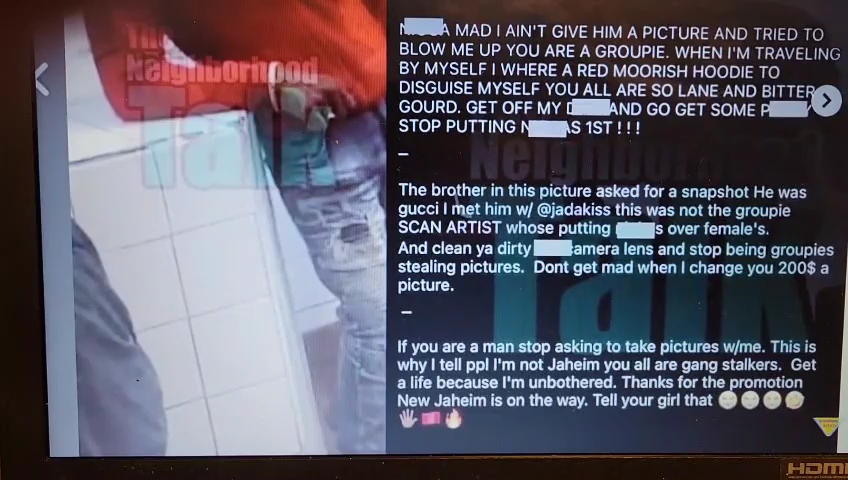 The
Neighborhood
Talk
N A MAD I AIN'T GIVE HIM A PICTURE AND TRIED TO
BLOW ME UP YOU ARE A GROUPIE. WHEN I'M TRAVELING
BY MYSELF I WHERE A RED MOORISH HOODIE TO
DISGUISE MYSELF YOU ALL ARE SO LANE AND BITTER
GOURD. GET OFF MY D AND GO GET SOME P Y
STOP PUTTING N AS 1ST ! ! !
–
Neighborhood
Talk
The brother in this picture asked for a snapshot He was
gucci I met him w/ @jadakiss this was not the groupie
SCAN ARTIST whose putting s over female's.
And clean ya dirty camera lens and stop being groupies
stealing pictures. Dont get mad when I change you 200$ a
picture.
–
If you are a man stop asking to take pictures w/me. This is
why I tell ppl I'm not Jaheim you all are gang stalkers. Get
a life because I'm unbothered. Thanks for the promotion
New Jaheim is on the way. Tell your girl that
HDMI